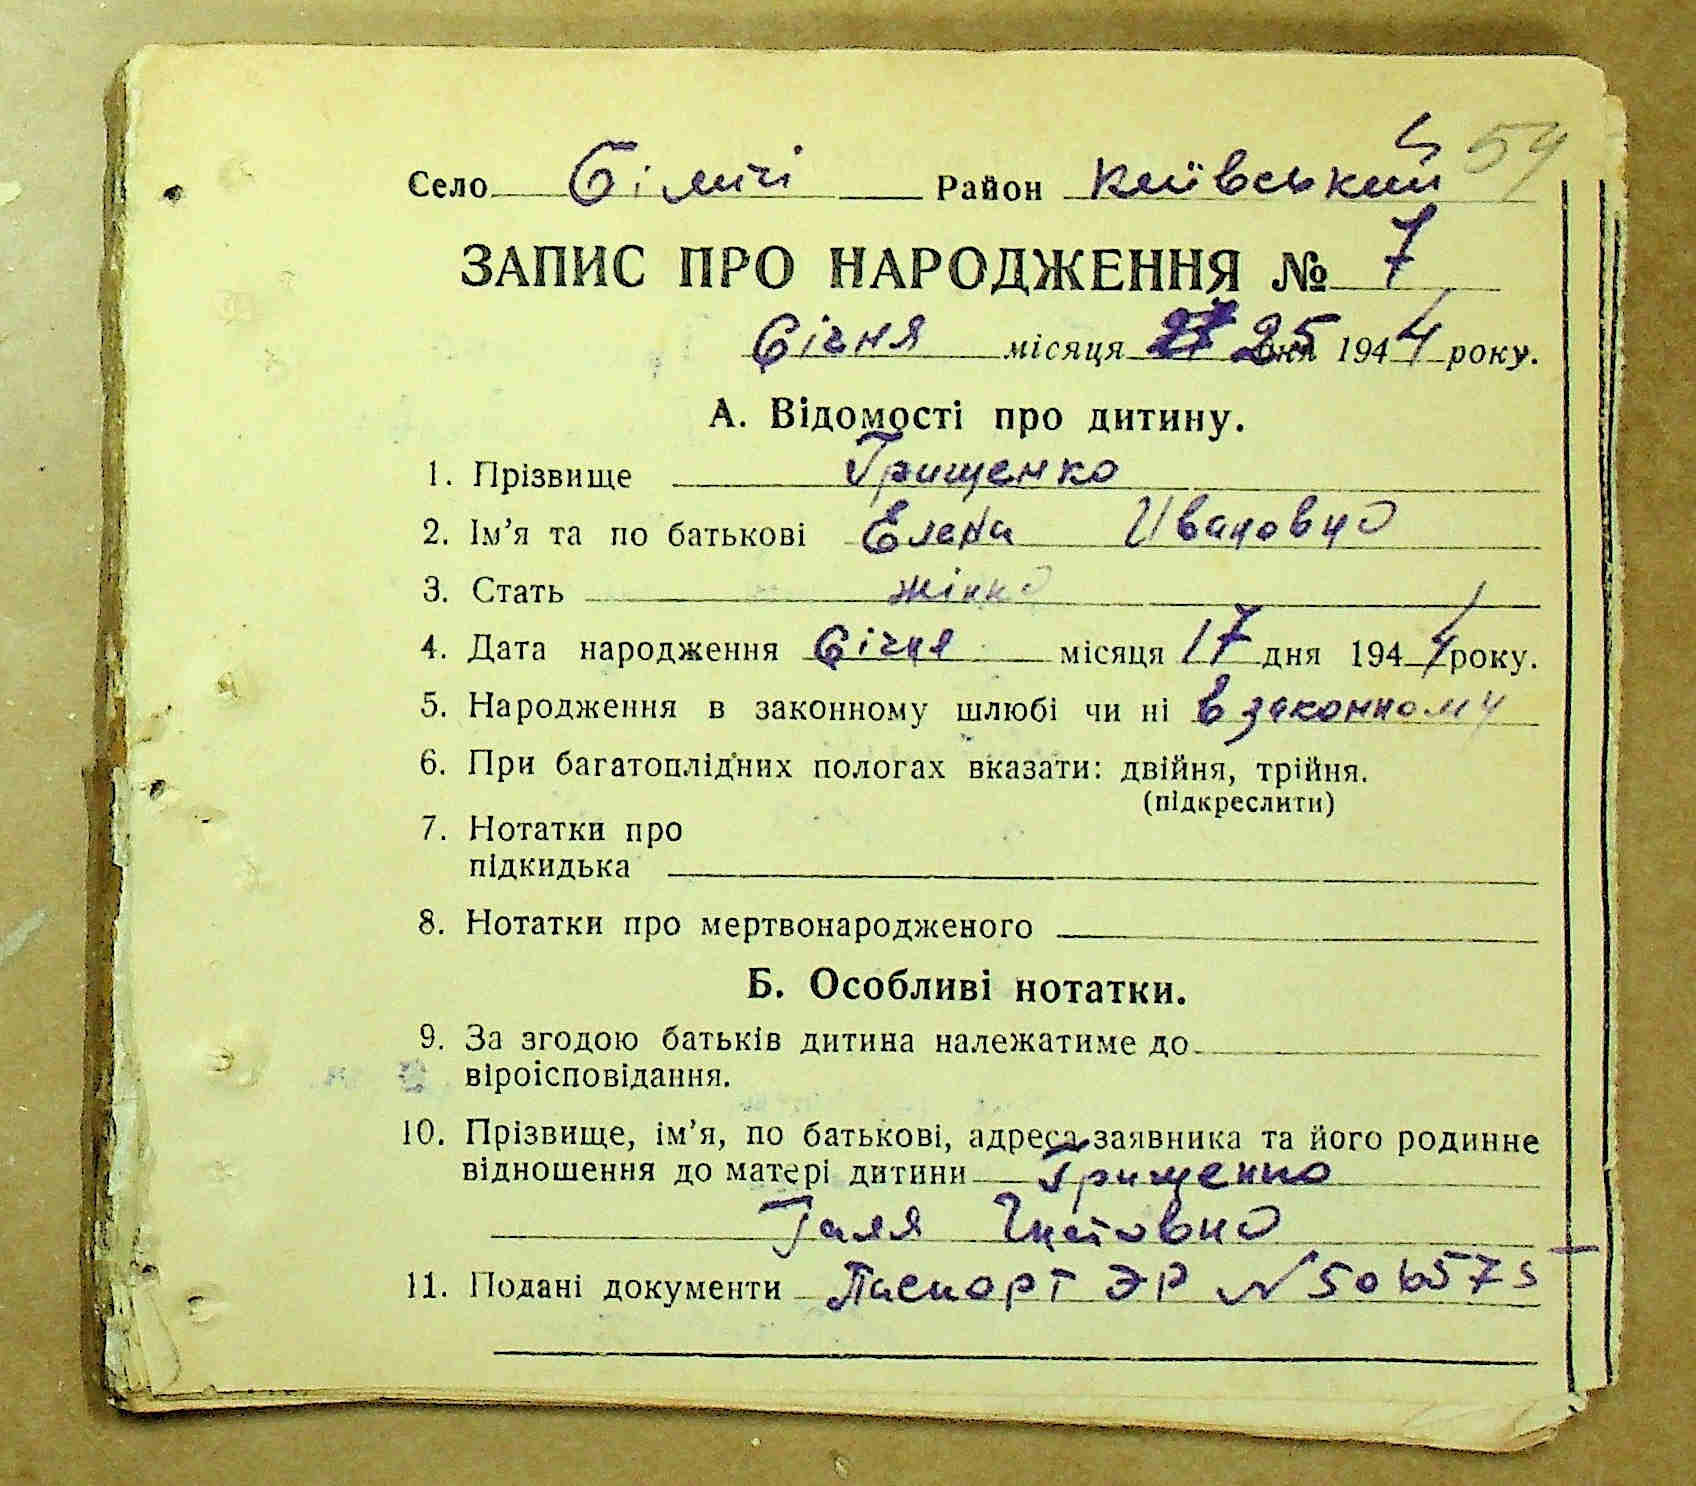 54
Село Біличі Район Київський
ЗАПИС ПРО НАРОДЖЕННЯ № 7
Січня місяця 25 дня 1944 року.
А. Відомості про дитину.
1. Прізвище Грищенко
2. Ім’я та по батькові Елена Ивановно
3. Стать жінко
4. Дата народження Січня місяця 17 дня 1944 року.
5. Народження в законному шлюбі чи ні в законному
6. При багатоплідних пологах вказати: двійня, трійня.
(підкреслити)
7. Нотатки про
підкидька
8. Нотатки про мертвонародженого
Б. Особливі нотатки.
9. За згодою батьків дитина належатиме до
віроісповідання.
10. Прізвище, ім’я, по батькові, адреса заявника та його родинне
відношення до матері дитини Грищенко
Галя
11. Подані документи Паспорт ЭР N